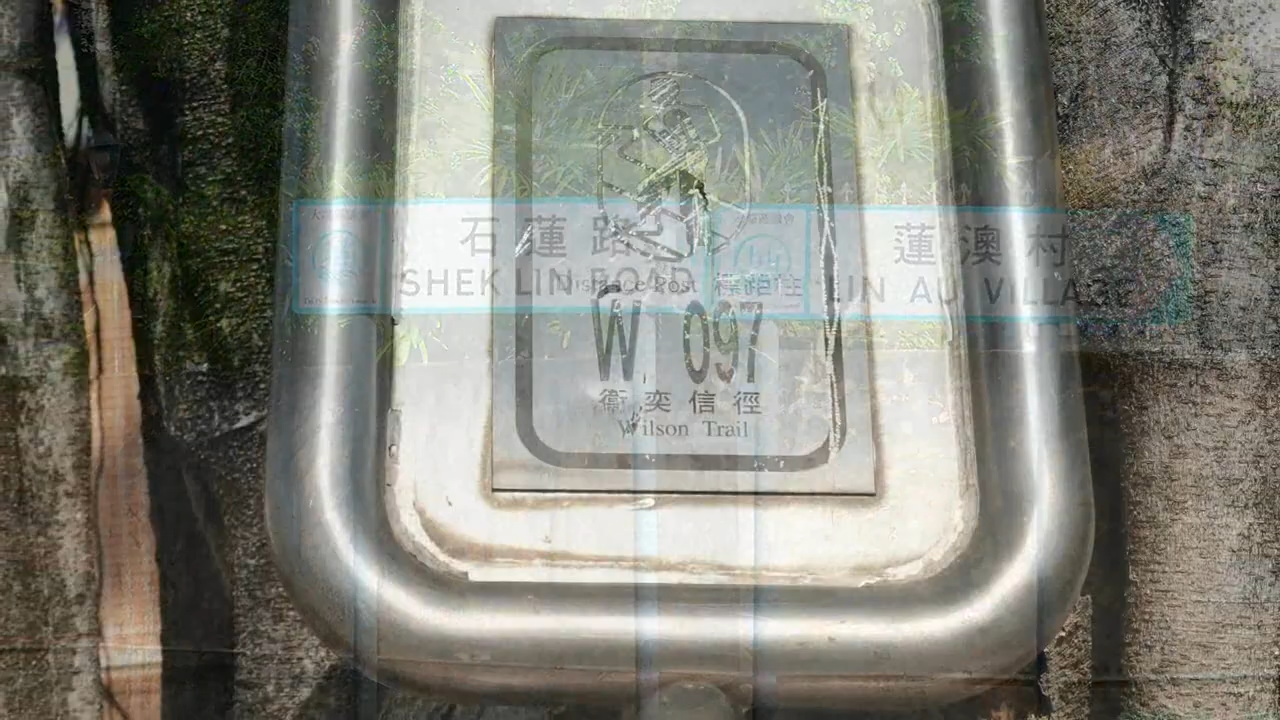 石蓮路
SHEK LIN ROAD
蓮澳村
LIN AU VILLAGE
Distance Post 標距柱
W 097
衞奕信徑
Wilson Trail